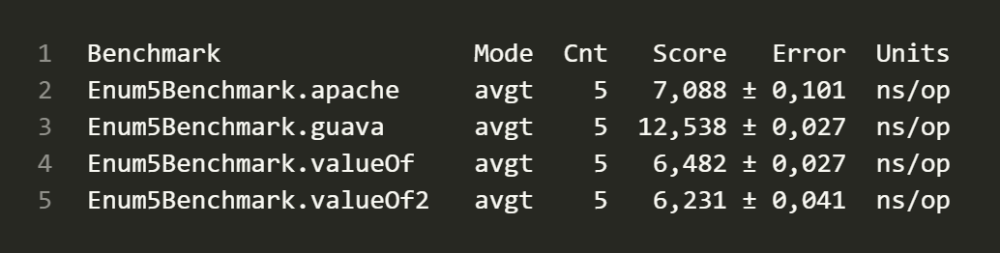 1 Benchmark Mode Cnt Score Error Units
2 Enum5Benchmark.apache avgt 5 7,088 ± 0,101 ns/op
3 Enum5Benchmark.guava avgt 5 12,538 ± 0,027 ns/op
4 Enum5Benchmark.valueOf avgt 5 6,482 ± 0,027 ns/op
5 Enum5Benchmark.valueOf2 avgt 5 6,231 ± 0,041 ns/op